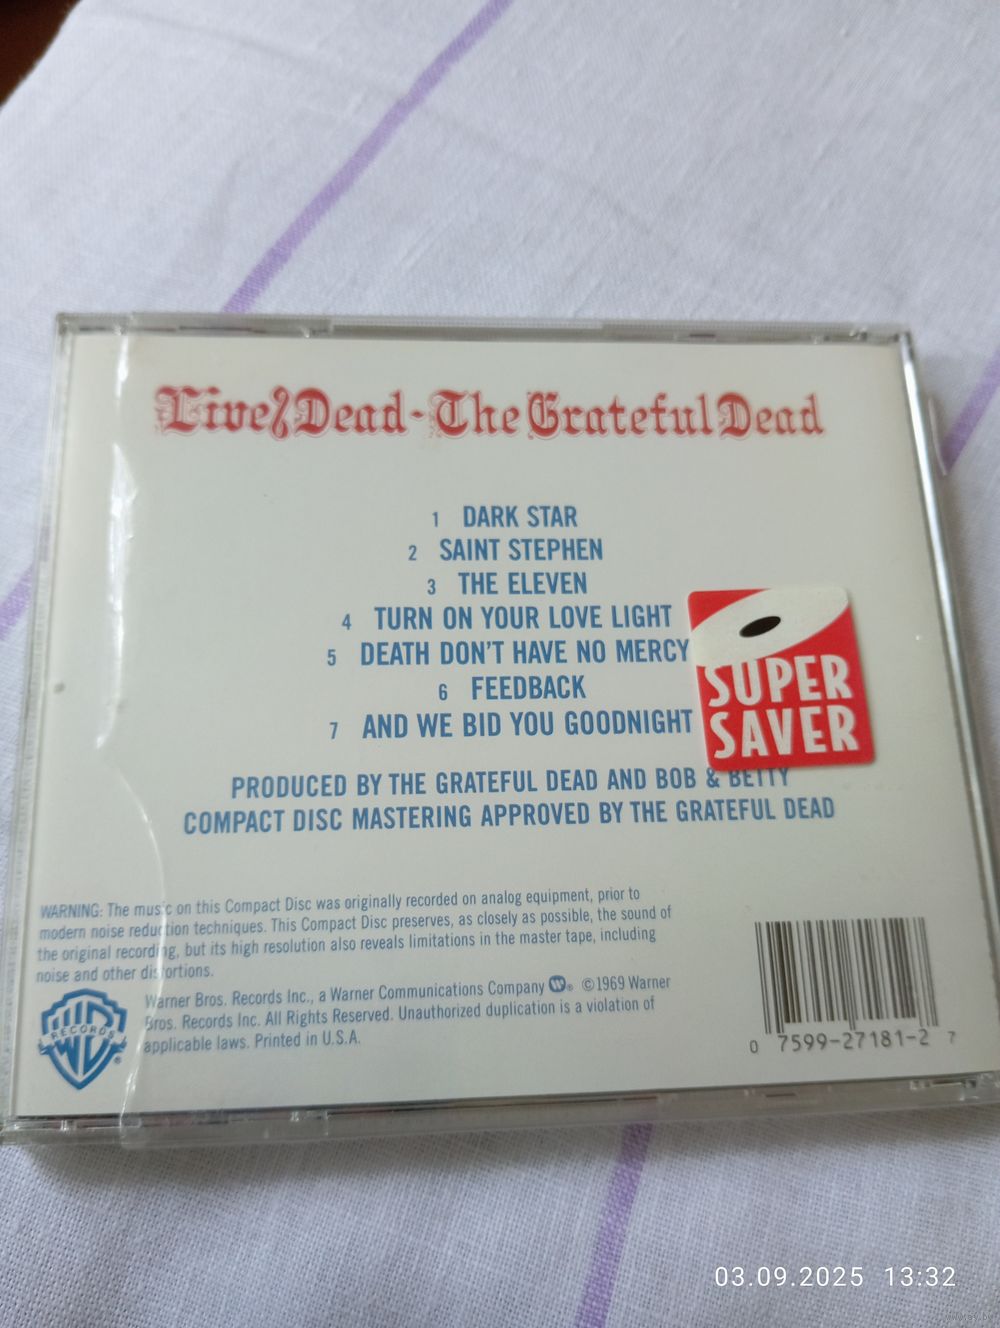 Live/Dead - The Grateful Dead
1 DARK STAR
2 SAINT STEPHEN
3 THE ELEVEN
4 TURN ON YOUR LOVE LIGHT
5 DEATH DON'T HAVE NO MERCY
6 FEEDBACK
7 AND WE BID YOU GOODNIGHT
SUPER
SAVER
PRODUCED BY THE GRATEFUL DEAD AND BOB & BETTY
COMPACT DISC MASTERING APPROVED BY THE GRATEFUL DEAD
WARNING: The music on this Compact Disc was originally recorded on analog equipment, prior to
modern noise reduction techniques. This Compact Disc preserves, as closely as possible, the sound of
the original recording, but its high resolution also reveals limitations in the master tape, including
noise and other distortions.
WB RECORDS ®
Warner Bros. Records Inc., a Warner Communications Company ®. ©1969 Warner
Bros. Records Inc. All Rights Reserved. Unauthorized duplication is a violation of
applicable laws. Printed in U.S.A.
0 7599-27181-2 7
03.09.2025 13:32